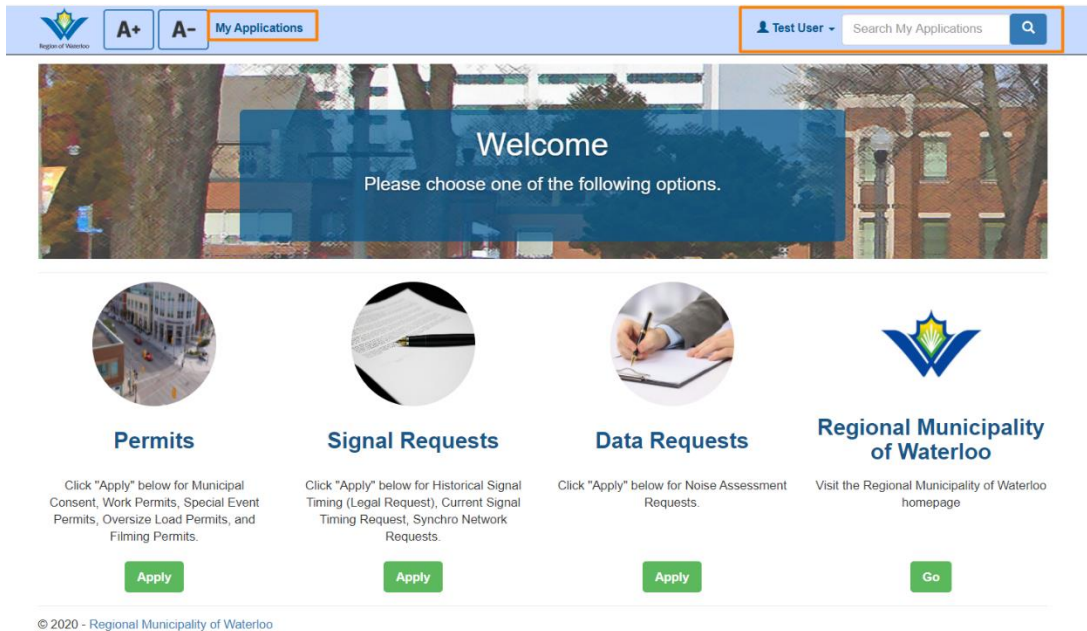 Region of Waterloo
A+
A-
My Applications
Test User
Search My Applications
Welcome
Please choose one of the following options.
Permits
Click "Apply" below for Municipal
Consent, Work Permits, Special Event
Permits, Oversize Load Permits, and
Filming Permits.
Apply
Signal Requests
Click "Apply" below for Historical Signal
Timing (Legal Request), Current Signal
Timing Request, Synchro Network
Requests.
Apply
Data Requests
Click "Apply" below for Noise Assessment
Requests.
Apply
Regional Municipality
of Waterloo
Visit the Regional Municipality of Waterloo
homepage
Go
© 2020 - Regional Municipality of Waterloo